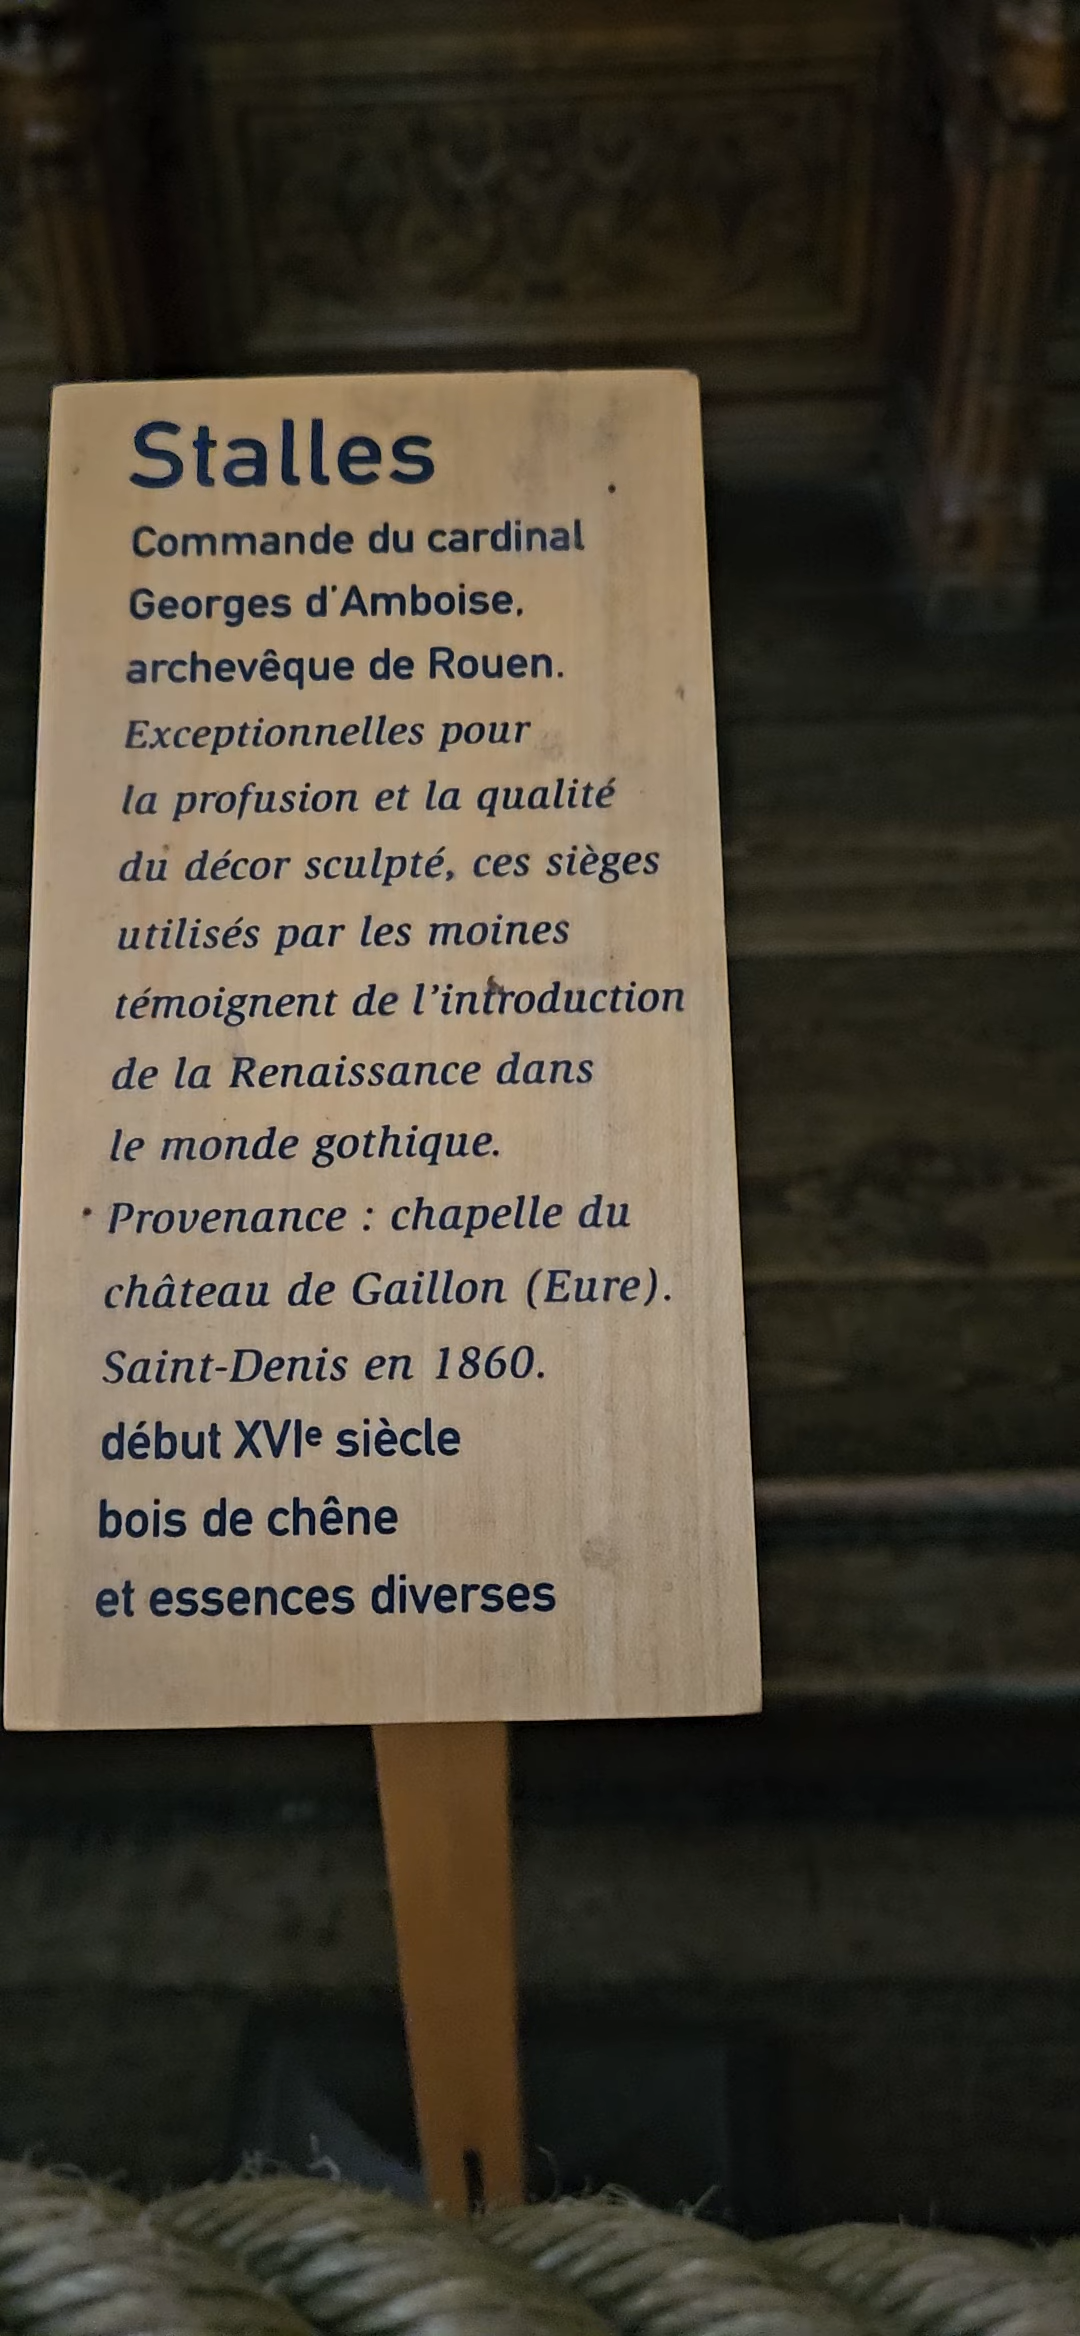 Stalles
Commande du cardinal
Georges d'Amboise,
archevêque de Rouen.
Exceptionnelles pour
la profusion et la qualité
du décor sculpté, ces sièges
utilisés par les moines
témoignent de l'introduction
de la Renaissance dans
le monde gothique.
Provenance : chapelle du
château de Gaillon (Eure).
Saint-Denis en 1860.
début XVIe siècle
bois de chêne
et essences diverses